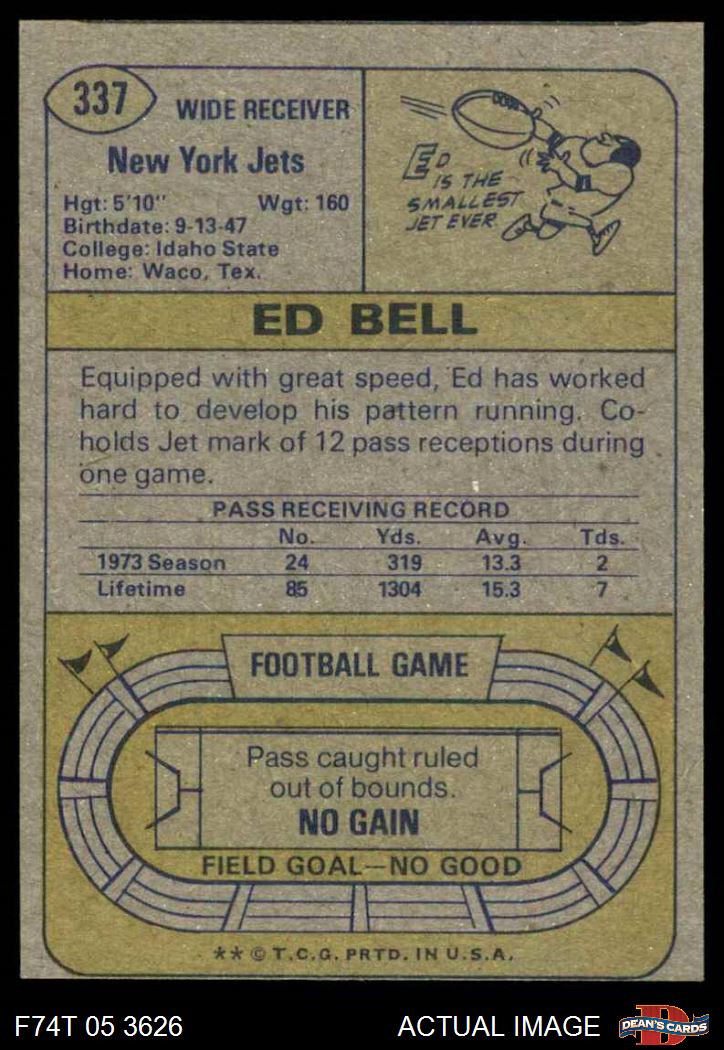 337
WIDE RECEIVER
New York Jets
Hgt: 5'10" Wgt: 160
Birthdate: 9-13-47
College: Idaho State
Home: Waco, Tex.
ED
IS THE
SMALLEST
JET EVER
ED BELL
Equipped with great speed, Ed has worked
hard to develop his pattern running. Co-
holds Jet mark of 12 pass receptions during
one game.
PASS RECEIVING RECORD
No. Yds. Avg. Tds.
1973 Season 24 319 13.3 2
Lifetime 85 1304 15.3 7
FOOTBALL GAME
Pass caught ruled
out of bounds.
NO GAIN
FIELD GOAL—NO GOOD
** © T.C.G. PRTD. IN U.S.A.
F74T 05 3626 ACTUAL IMAGE
D
DEAN'S CARDS